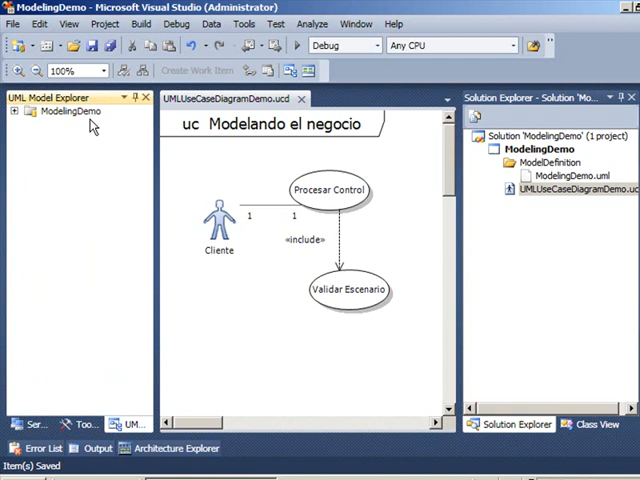 ModelingDemo - Microsoft Visual Studio (Administrator)
File Edit View Project Build Debug Data Tools Test Analyze Window Help
Debug Any CPU
100% Create Work Item
UML Model Explorer
ModelingDemo
UMLUseCaseDiagramDemo.ucd
uc Modelando el negocio
Procesar Control
1 1
Cliente
«include»
Validar Escenario
Solution Explorer - Solution 'Mo...
Solution 'ModelingDemo' (1 project)
ModelingDemo
ModelDefinition
ModelingDemo.uml
UMLUseCaseDiagramDemo.uc
Ser... Too... UM...
Solution Explorer Class View
Error List Output Architecture Explorer
Item(s) Saved